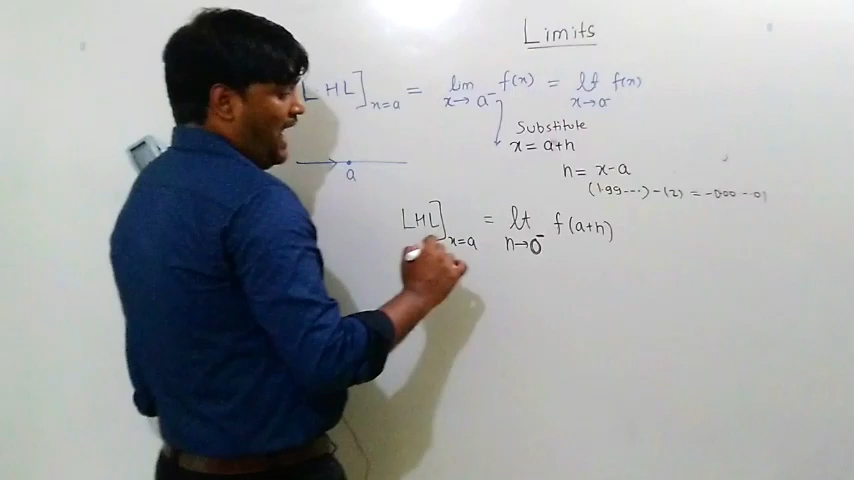 Limits
LHL]x=a = lim x→a⁻ f(x) = lt x→a⁻ f(x)
Substitute
x = a+h
h = x-a
(1.99...)-(2) = -000--01
a
LHL]x=a = lt h→0⁻ f(a+h)